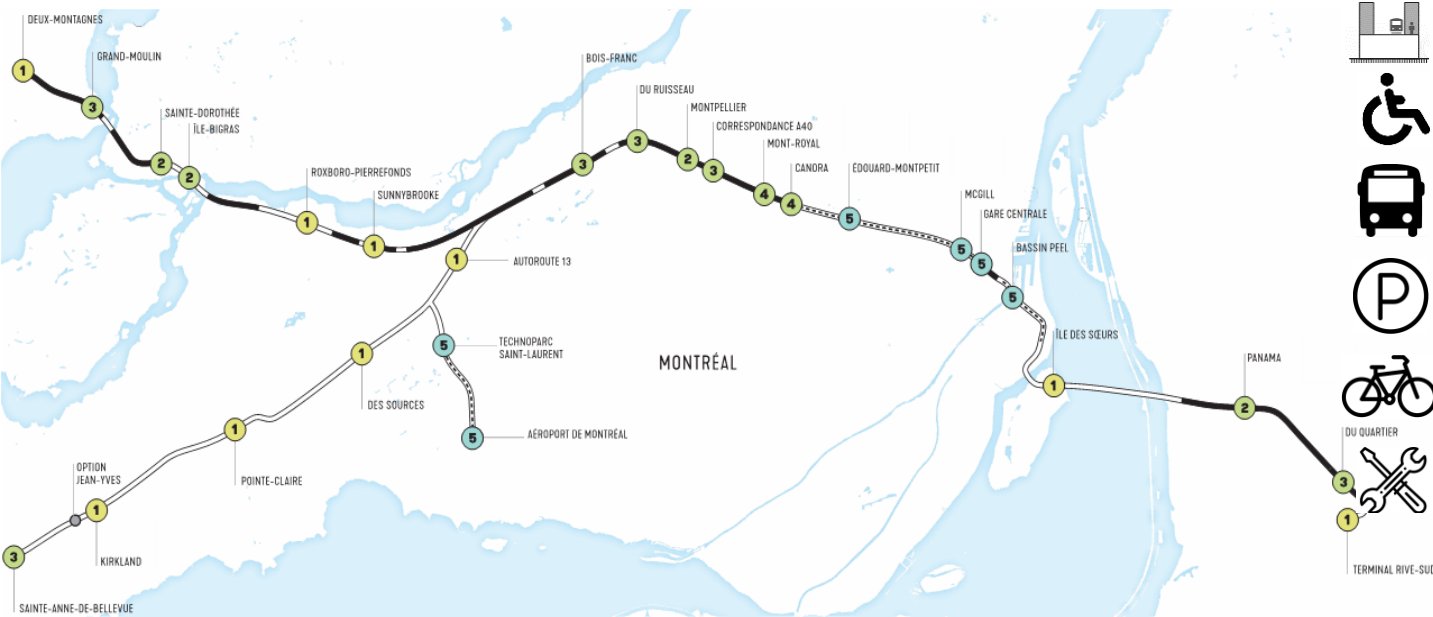 DEUX-MONTAGNES
1
GRAND-MOULIN
3
SAINTE-DOROTHÉE
2
ÎLE-BIGRAS
2
ROXBORO-PIERREFONDS
1
SUNNYBROOKE
1
BOIS-FRANC
3
DU RUISSEAU
3
MONTPELLIER
2
CORRESPONDANCE A40
3
MONT-ROYAL
4
CANORA
4
ÉDOUARD-MONTPETIT
5
MCGILL
5
GARE CENTRALE
5
BASSIN PEEL
5
ÎLE DES SŒURS
1
PANAMA
2
DU QUARTIER
3
1
TERMINAL RIVE-SUD
AUTOROUTE 13
1
TECHNOPARC
SAINT-LAURENT
5
AÉROPORT DE MONTRÉAL
5
MONTRÉAL
DES SOURCES
1
POINTE-CLAIRE
1
OPTION
JEAN-YVES
KIRKLAND
1
SAINTE-ANNE-DE-BELLEVUE
3
P